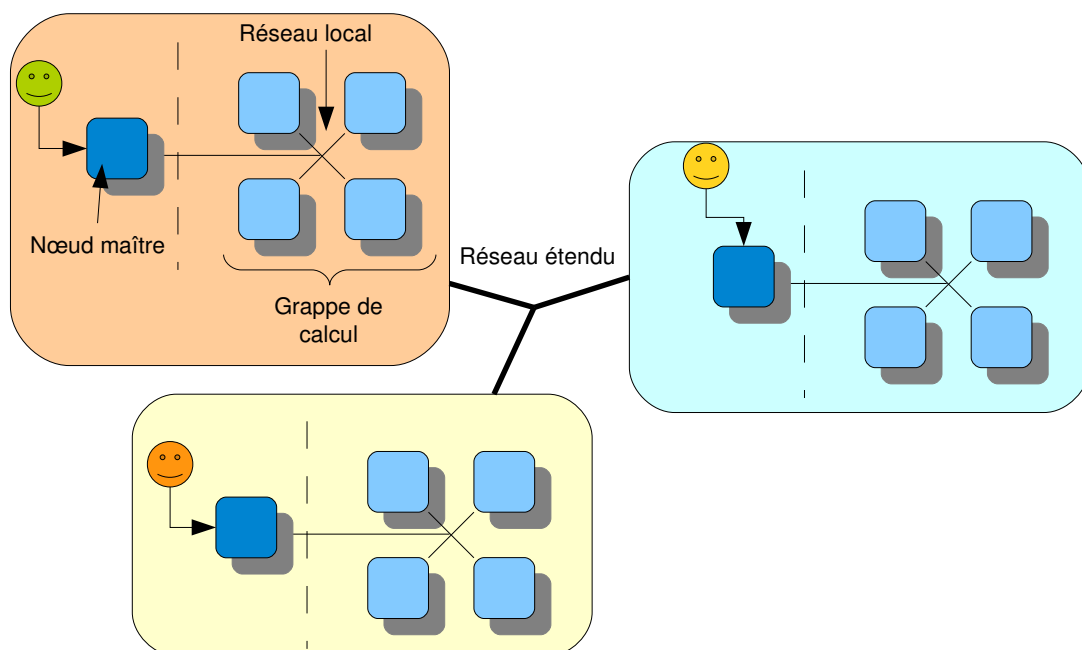 Réseau local
Nœud maître
Réseau étendu
Grappe de
calcul